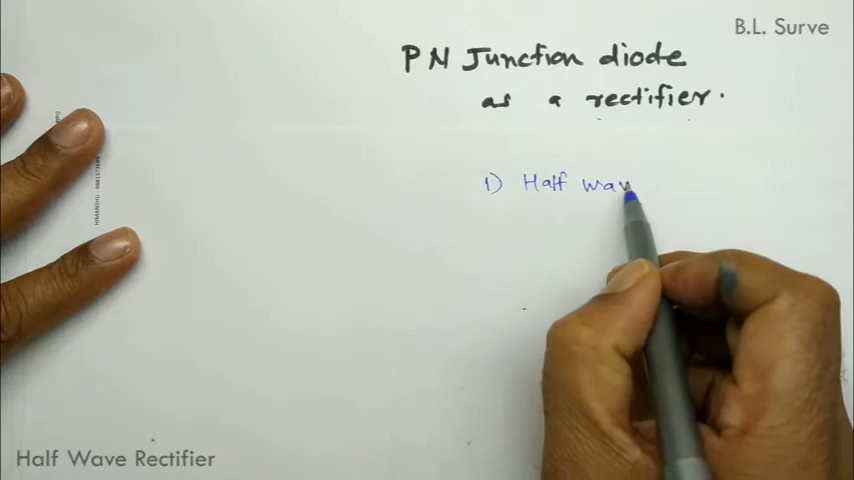 B.L. Surve
PN Junction diode
as a rectifier.
1) Half wav
Half Wave Rectifier